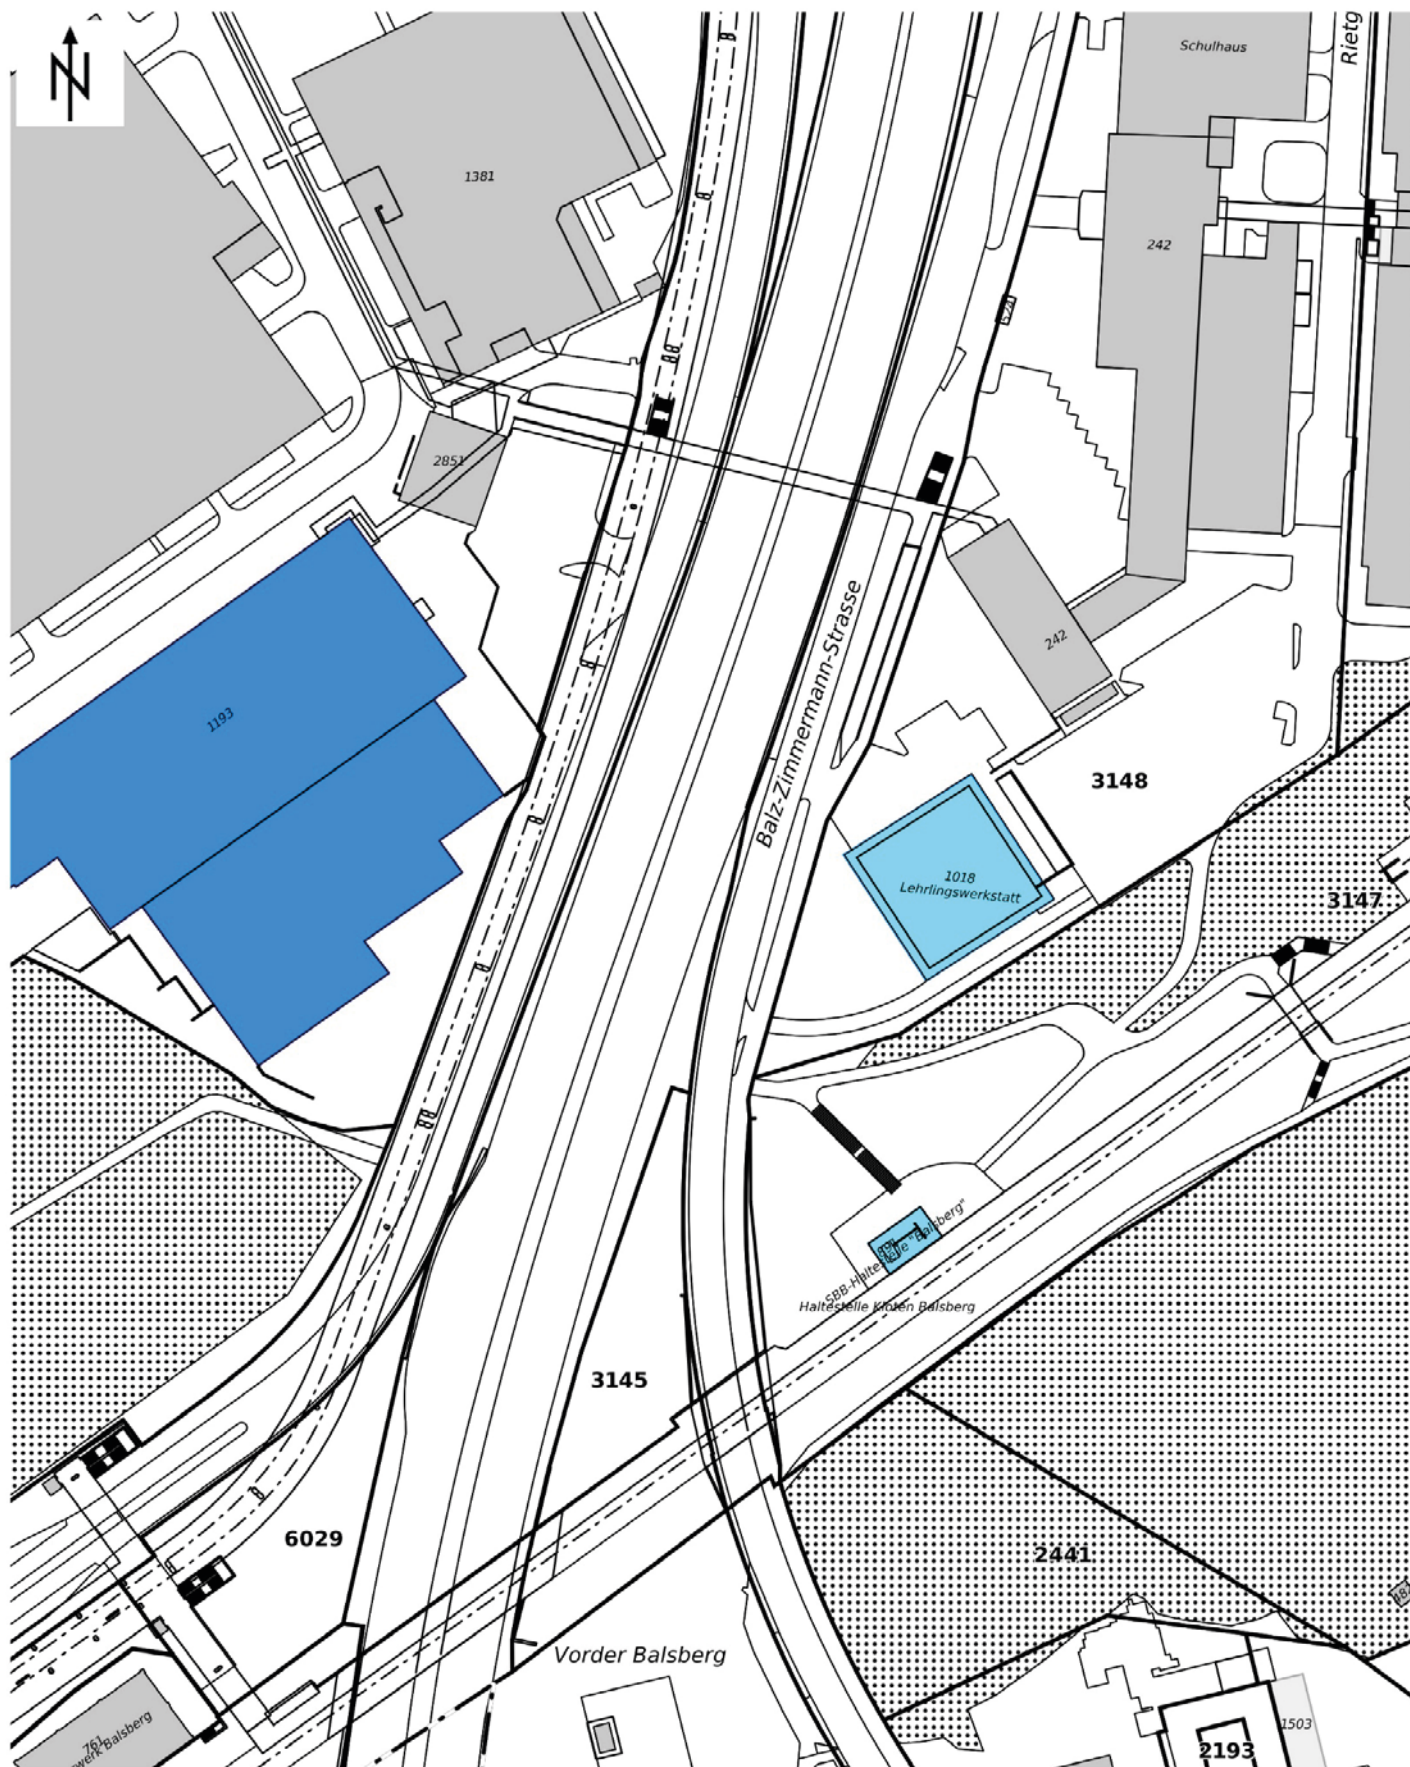 N
Schulhaus
Rietg
1381
242
2851
242
1193
Balz-Zimmermann-Strasse
3148
1018
Lehrlingswerkstatt
3147
SBB-Haltestelle "Balsberg"
Haltestelle Kloten Balsberg
3145
6029
2441
Vorder Balsberg
761
werk Balsberg
1503
2193